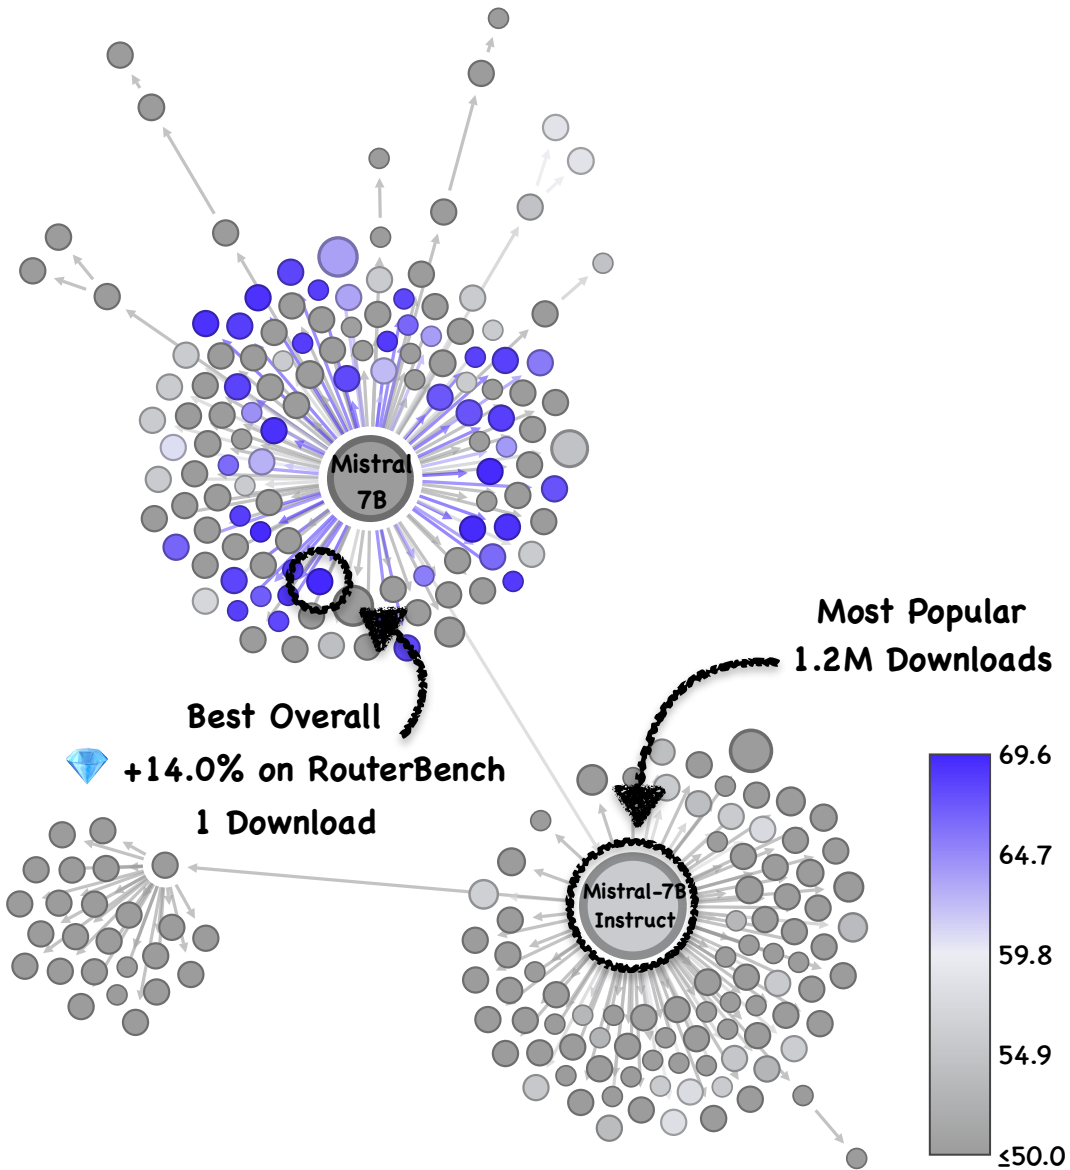 Mistral
7B
Most Popular
1.2M Downloads
Best Overall
+14.0% on RouterBench
1 Download
Mistral-7B
Instruct
69.6
64.7
59.8
54.9
≤50.0